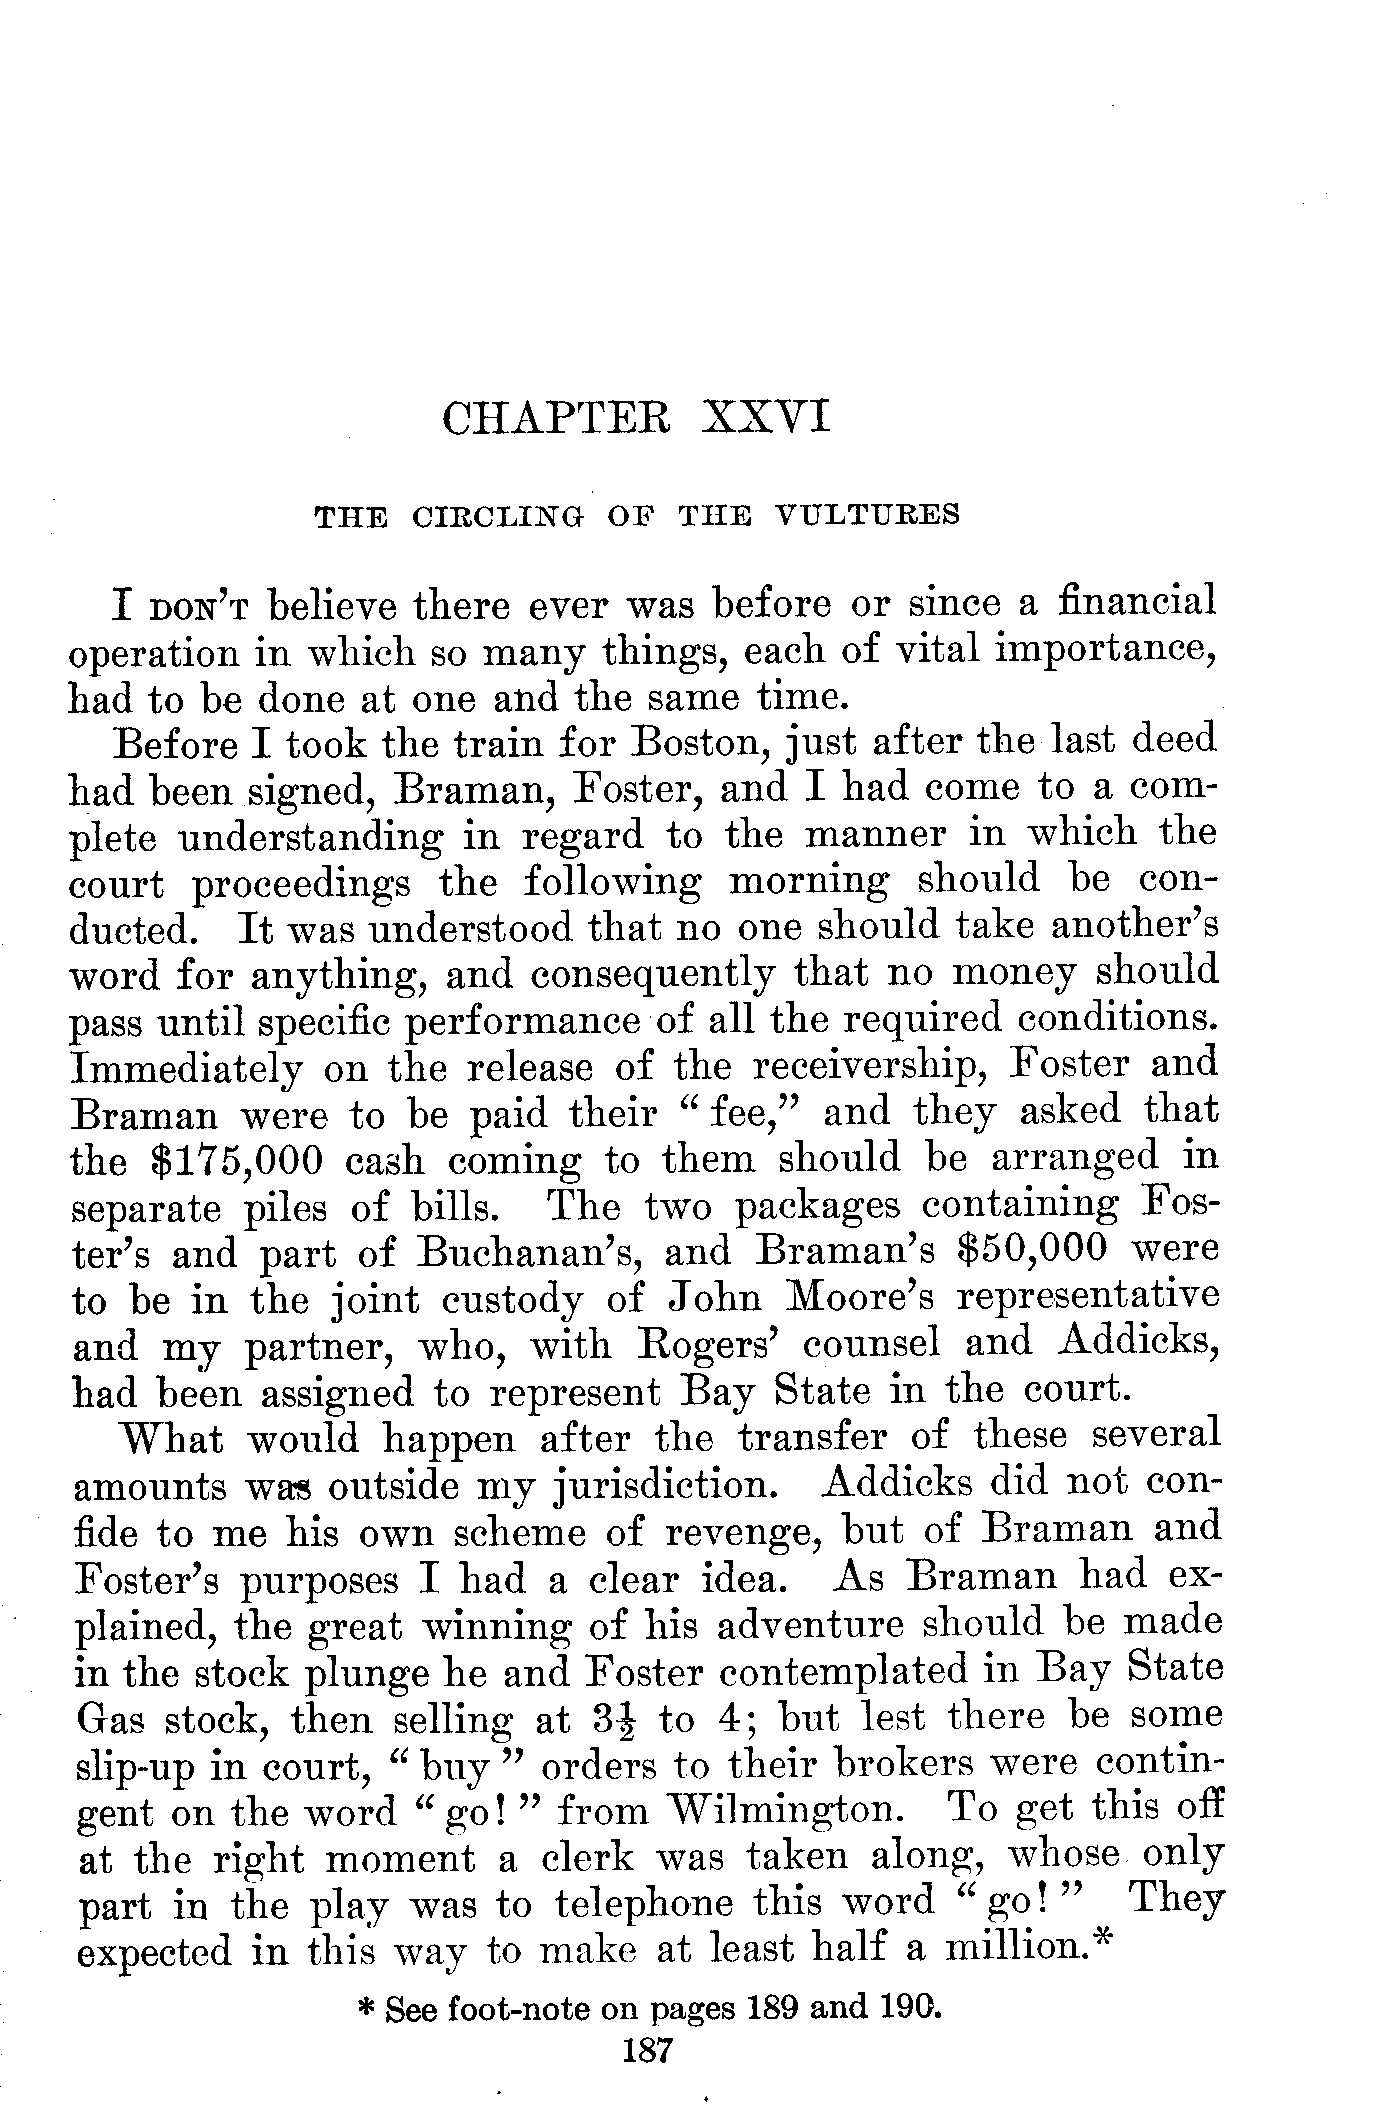 CHAPTER XXVI
THE CIRCLING OF THE VULTURES
I DON'T believe there ever was before or since a financial
operation in which so many things, each of vital importance,
had to be done at one and the same time.
Before I took the train for Boston, just after the last deed
had been signed, Braman, Foster, and I had come to a com-
plete understanding in regard to the manner in which the
court proceedings the following morning should be con-
ducted. It was understood that no one should take another's
word for anything, and consequently that no money should
pass until specific performance of all the required conditions.
Immediately on the release of the receivership, Foster and
Braman were to be paid their “ fee,” and they asked that
the $175,000 cash coming to them should be arranged in
separate piles of bills. The two packages containing Fos-
ter's and part of Buchanan's, and Braman's $50,000 were
to be in the joint custody of John Moore's representative
and my partner, who, with Rogers' counsel and Addicks,
had been assigned to represent Bay State in the court.
What would happen after the transfer of these several
amounts was outside my jurisdiction. Addicks did not con-
fide to me his own scheme of revenge, but of Braman and
Foster's purposes I had a clear idea. As Braman had ex-
plained, the great winning of his adventure should be made
in the stock plunge he and Foster contemplated in Bay State
Gas stock, then selling at 3½ to 4; but lest there be some
slip-up in court, “ buy ” orders to their brokers were contin-
gent on the word “ go! ” from Wilmington. To get this off
at the right moment a clerk was taken along, whose only
part in the play was to telephone this word “ go! ” They
expected in this way to make at least half a million.*
* See foot-note on pages 189 and 190.
187